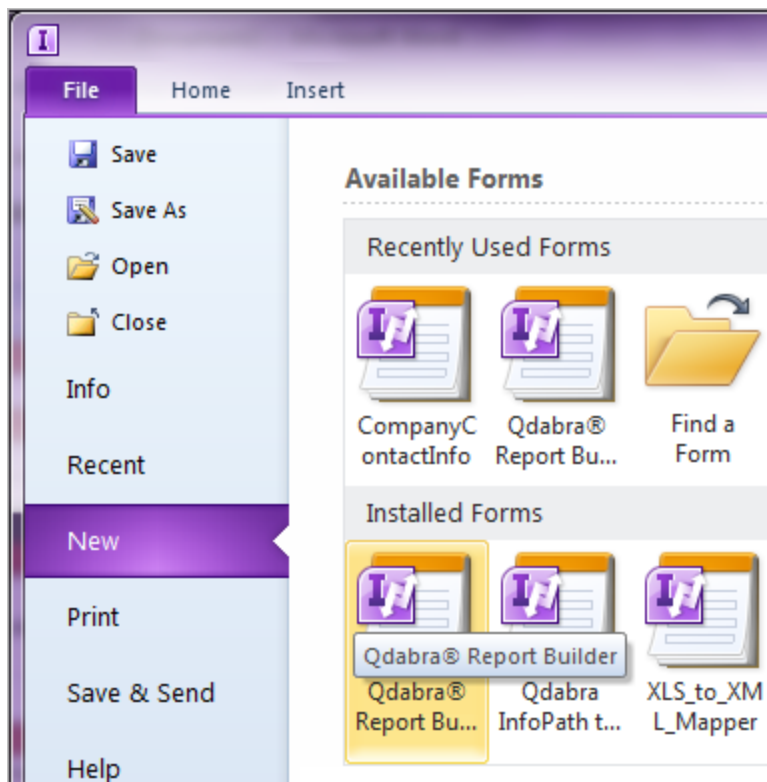 File Home Insert
Save
Save As
Open
Close
Info
Recent
New
Print
Save & Send
Help
Available Forms
Recently Used Forms
CompanyC
ontactInfo
Qdabra®
Report Bu...
Find a
Form
Installed Forms
Qdabra® Report Builder
Qdabra®
Report Bu...
Qdabra
InfoPath t...
XLS_to_XM
L_Mapper